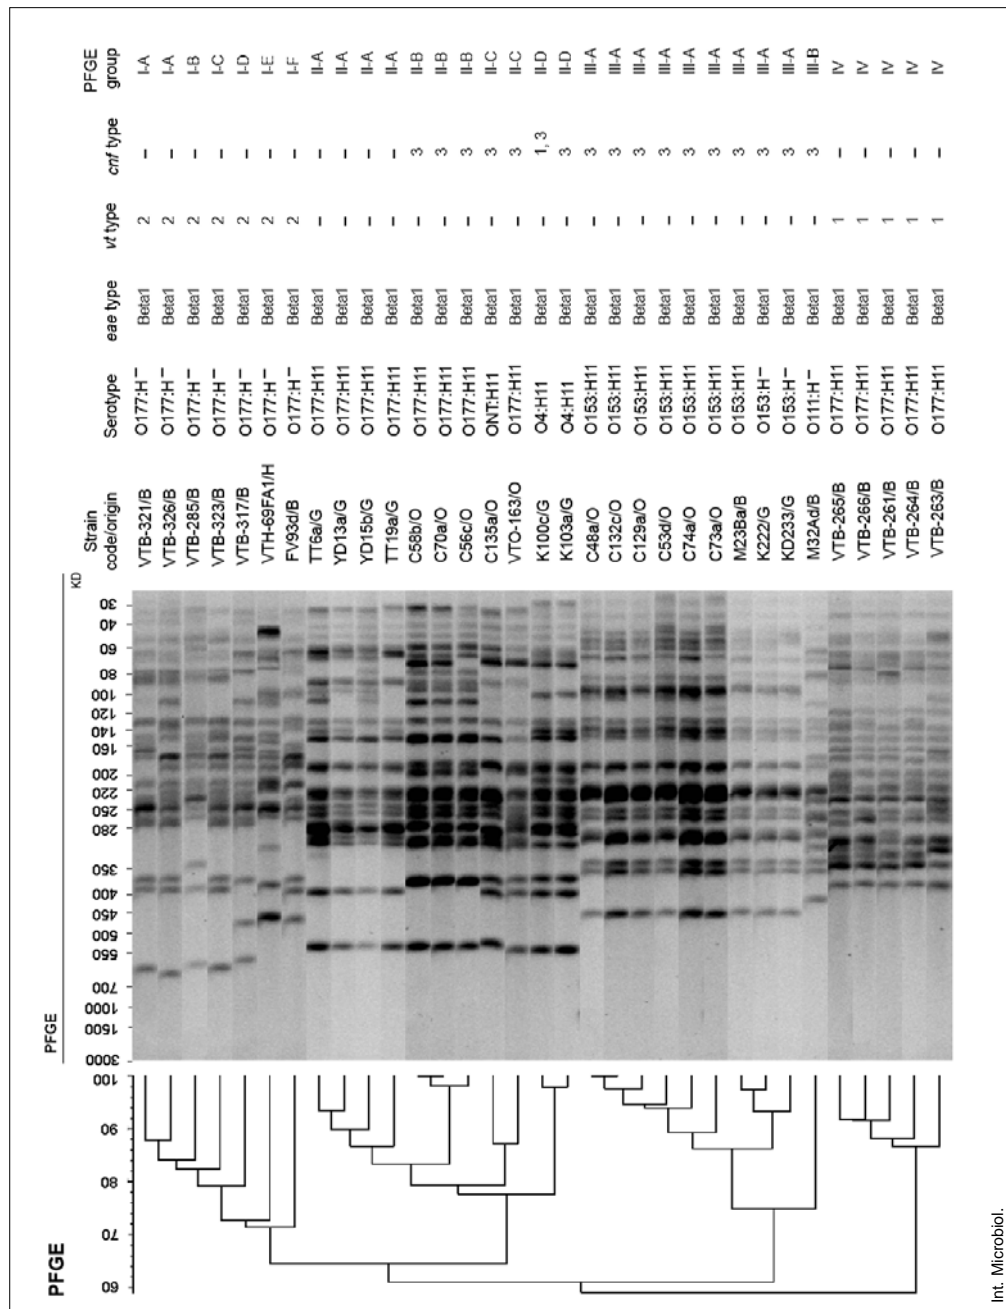 PFGE
PFGE
Strain code/origin
Serotype
eae type
vt type
cnf type
PFGE group
60 70 80 90 100
3000 1500 1000 700 550 500 450 400 350 280 250 220 200 160 140 120 100 80 60 40 30 KD
VTB-321/B O177:H− Beta1 2 – I-A
VTB-326/B O177:H− Beta1 2 – I-A
VTB-285/B O177:H− Beta1 2 – I-B
VTB-323/B O177:H− Beta1 2 – I-C
VTB-317/B O177:H− Beta1 2 – I-D
VTH-69FA1/H O177:H− Beta1 2 – I-E
FV93d/B O177:H− Beta1 2 – I-F
TT6a/G O177:H11 Beta1 – – II-A
YD13a/G O177:H11 Beta1 – – II-A
YD15b/G O177:H11 Beta1 – – II-A
TT19a/G O177:H11 Beta1 – – II-A
C58b/O O177:H11 Beta1 – 3 II-B
C70a/O O177:H11 Beta1 – 3 II-B
C56c/O O177:H11 Beta1 – 3 II-B
C135a/O ONT:H11 Beta1 – 3 II-C
VTO-163/O O177:H11 Beta1 – 3 II-C
K100c/G O4:H11 Beta1 – 1, 3 II-D
K103a/G O4:H11 Beta1 – 3 II-D
C48a/O O153:H11 Beta1 – 3 III-A
C132c/O O153:H11 Beta1 – 3 III-A
C129a/O O153:H11 Beta1 – 3 III-A
C53d/O O153:H11 Beta1 – 3 III-A
C74a/O O153:H11 Beta1 – 3 III-A
C73a/O O153:H11 Beta1 – 3 III-A
M23Ba/B O153:H11 Beta1 – 3 III-A
K222/G O153:H− Beta1 – 3 III-A
KD233/G O153:H− Beta1 – 3 III-A
M32Ad/B O111:H− Beta1 – 3 III-B
VTB-265/B O177:H11 Beta1 1 – IV
VTB-266/B O177:H11 Beta1 1 – IV
VTB-261/B O177:H11 Beta1 1 – IV
VTB-264/B O177:H11 Beta1 1 – IV
VTB-263/B O177:H11 Beta1 1 – IV
Int. Microbiol.